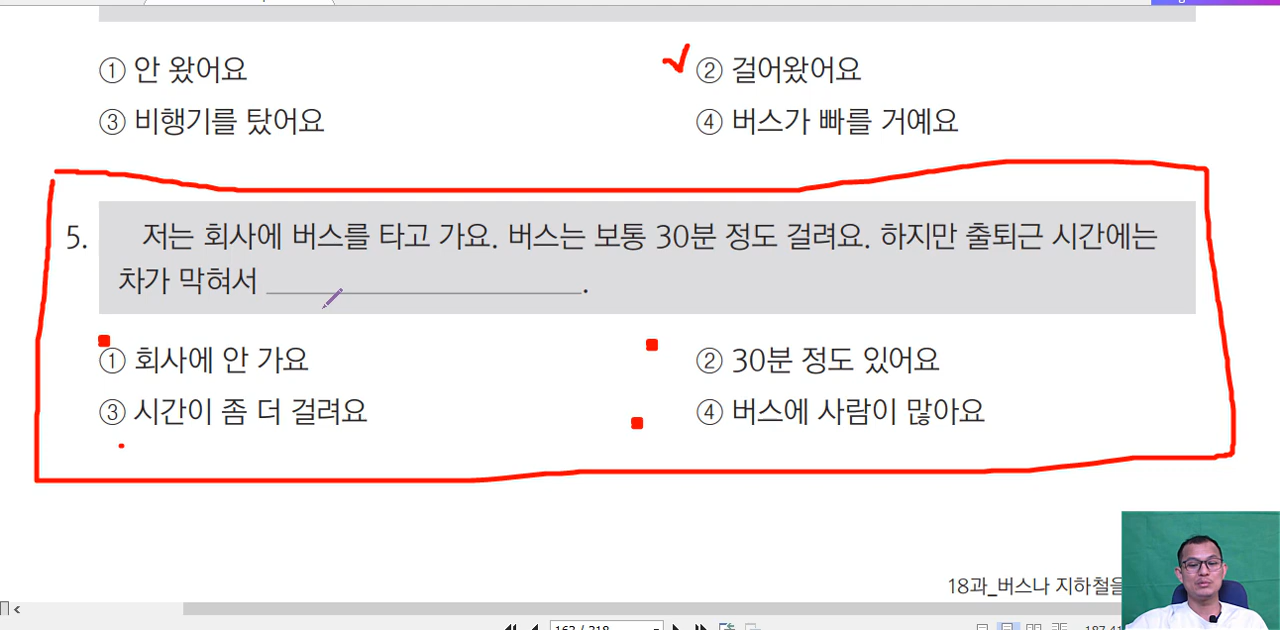 ① 안 왔어요
② 걸어왔어요
③ 비행기를 탔어요
④ 버스가 빠를 거예요
5. 저는 회사에 버스를 타고 가요. 버스는 보통 30분 정도 걸려요. 하지만 출퇴근 시간에는
차가 막혀서 ______________________.
① 회사에 안 가요
② 30분 정도 있어요
③ 시간이 좀 더 걸려요
④ 버스에 사람이 많아요
18과_버스나 지하철을